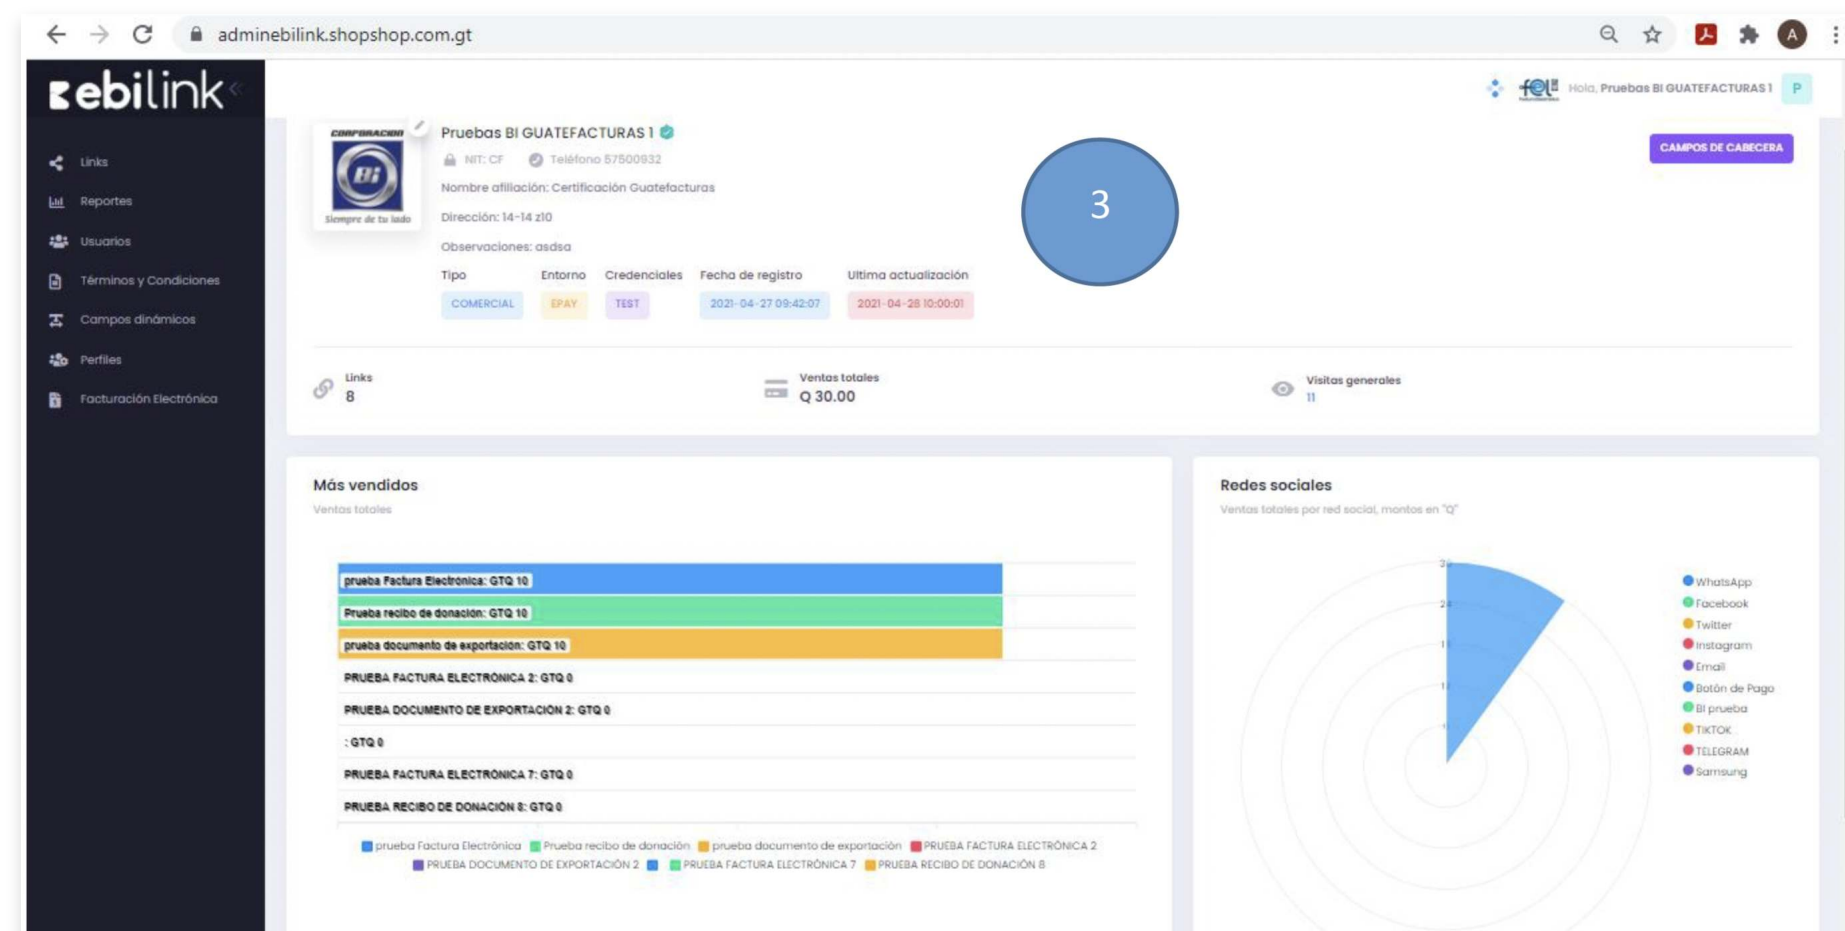 adminebilink.shopshop.com.gt
A
ebilink
Hola, Pruebas BI GUATEFACTURAS 1
P
Links
Reportes
Usuarios
Términos y Condiciones
Campos dinámicos
Perfiles
Facturación Electrónica
CORPORACION
Bi
Siempre de tu lado
Pruebas BI GUATEFACTURAS 1
NIT: CF Teléfono 57500932
Nombre afiliación: Certificación Guatefacturas
Dirección: 14-14 z10
Observaciones: asdsa
Tipo Entorno Credenciales Fecha de registro Ultima actualización
COMERCIAL EPAY TEST 2021-04-27 09:42:07 2021-04-28 10:00:01
3
CAMPOS DE CABECERA
Links
8
Ventas totales
Q 30.00
Visitas generales
11
Más vendidos
Ventas totales
prueba Factura Electrónica: GTQ 10
Prueba recibo de donación: GTQ 10
prueba documento de exportación: GTQ 10
PRUEBA FACTURA ELECTRÓNICA 2: GTQ 0
PRUEBA DOCUMENTO DE EXPORTACIÓN 2: GTQ 0
: GTQ 0
PRUEBA FACTURA ELECTRÓNICA 7: GTQ 0
PRUEBA RECIBO DE DONACIÓN 8: GTQ 0
prueba Factura Electrónica Prueba recibo de donación prueba documento de exportación PRUEBA FACTURA ELECTRÓNICA 2
PRUEBA DOCUMENTO DE EXPORTACIÓN 2 PRUEBA FACTURA ELECTRÓNICA 7 PRUEBA RECIBO DE DONACIÓN 8
Redes sociales
Ventas totales por red social, montos en "Q"
24
WhatsApp
Facebook
Twitter
Instagram
Email
Botón de Pago
BI prueba
TIKTOK
TELEGRAM
Samsung